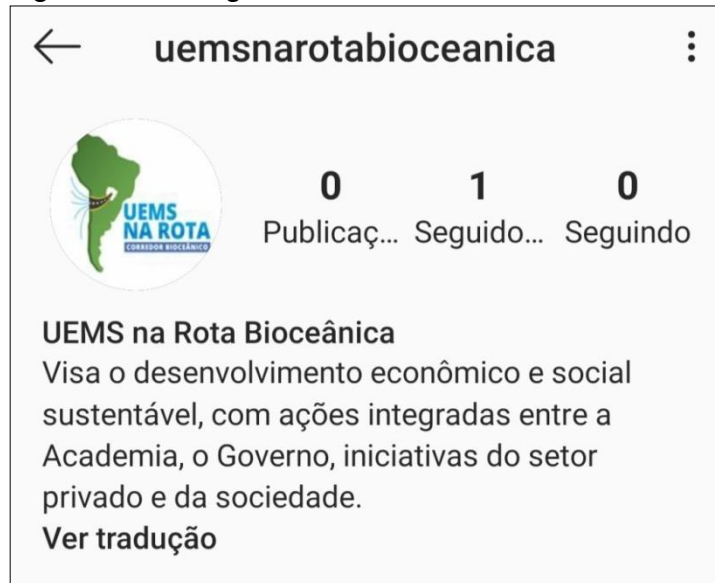 uemsnarotabioceanica
UEMS
NA ROTA
CORREDOR BIOCEÂNICO
0 1 0
Publicaç... Seguido... Seguindo
UEMS na Rota Bioceânica
Visa o desenvolvimento econômico e social
sustentável, com ações integradas entre a
Academia, o Governo, iniciativas do setor
privado e da sociedade.
Ver tradução